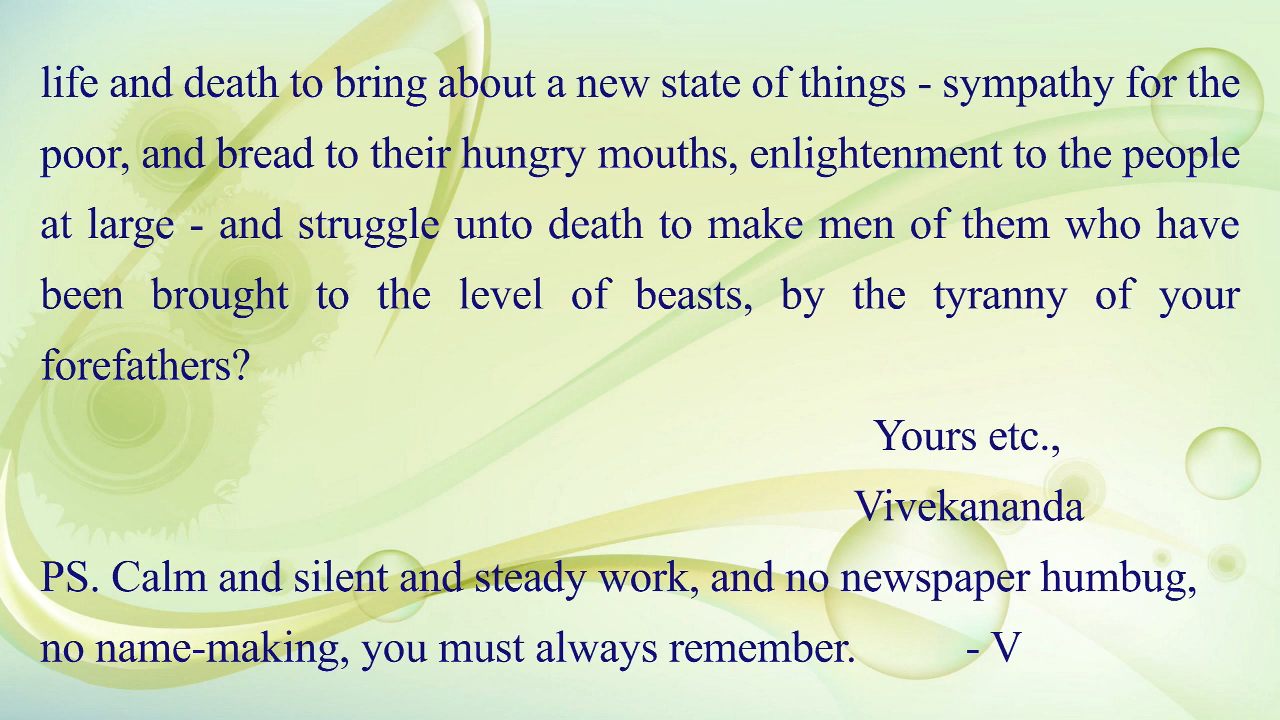 life and death to bring about a new state of things - sympathy for the
poor, and bread to their hungry mouths, enlightenment to the people
at large - and struggle unto death to make men of them who have
been brought to the level of beasts, by the tyranny of your
forefathers?
Yours etc.,
Vivekananda
PS. Calm and silent and steady work, and no newspaper humbug,
no name-making, you must always remember. - V